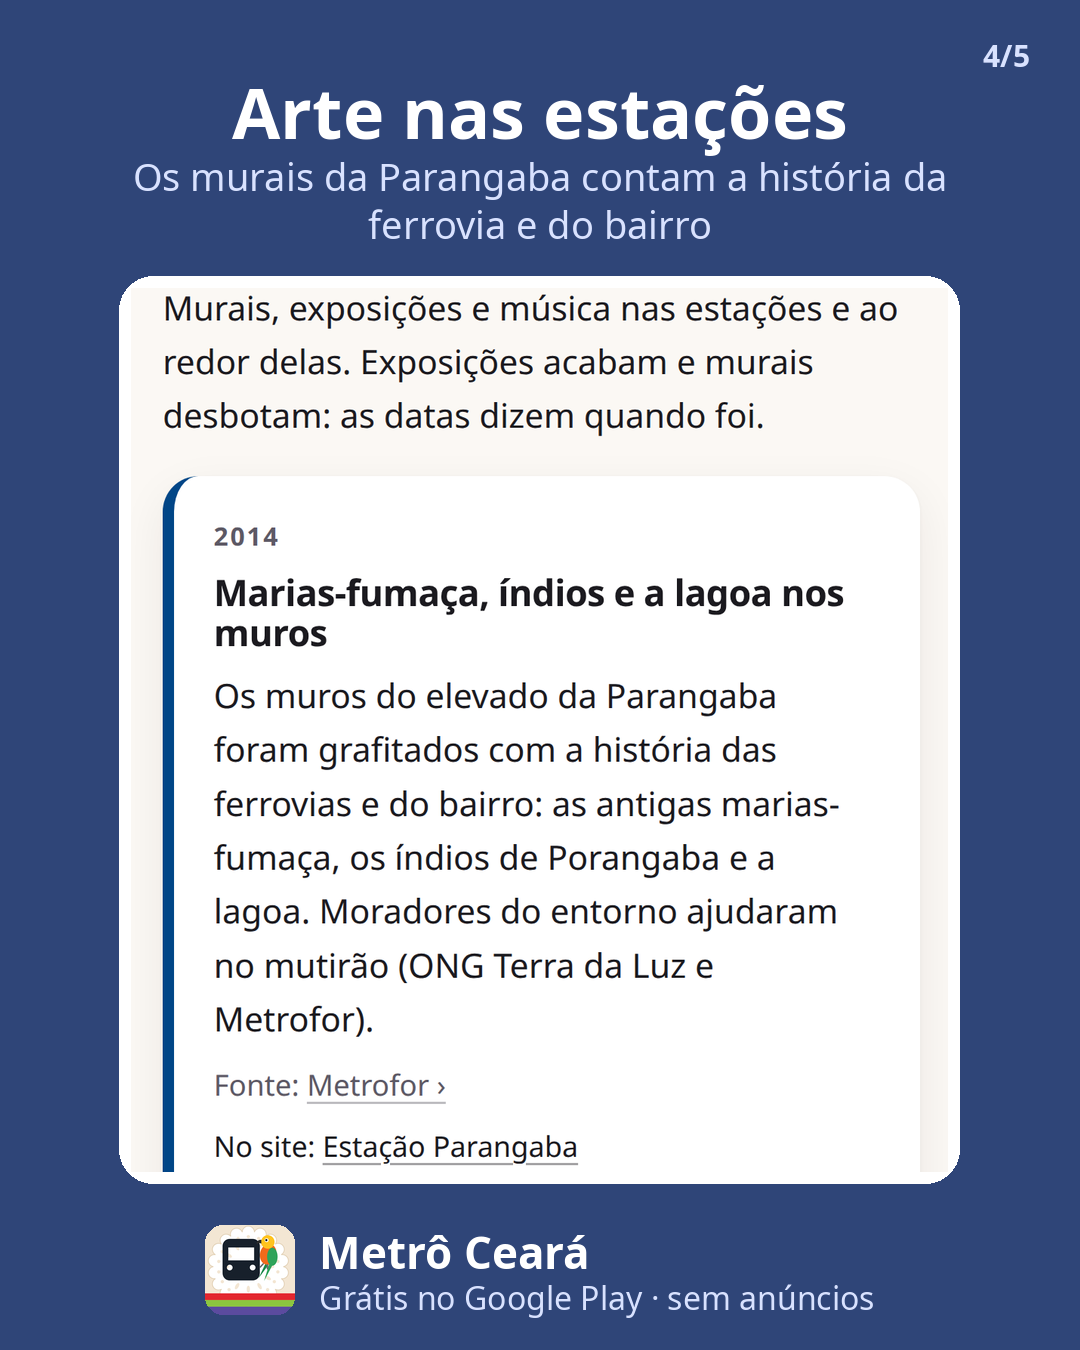 4/5
Arte nas estações
Os murais da Parangaba contam a história da
ferrovia e do bairro
Murais, exposições e música nas estações e ao
redor delas. Exposições acabam e murais
desbotam: as datas dizem quando foi.
2014
Marias-fumaça, índios e a lagoa nos
muros
Os muros do elevado da Parangaba
foram grafitados com a história das
ferrovias e do bairro: as antigas marias-
fumaça, os índios de Porangaba e a
lagoa. Moradores do entorno ajudaram
no mutirão (ONG Terra da Luz e
Metrofor).
Fonte: Metrofor ›
No site: Estação Parangaba
Metrô Ceará
Grátis no Google Play · sem anúncios